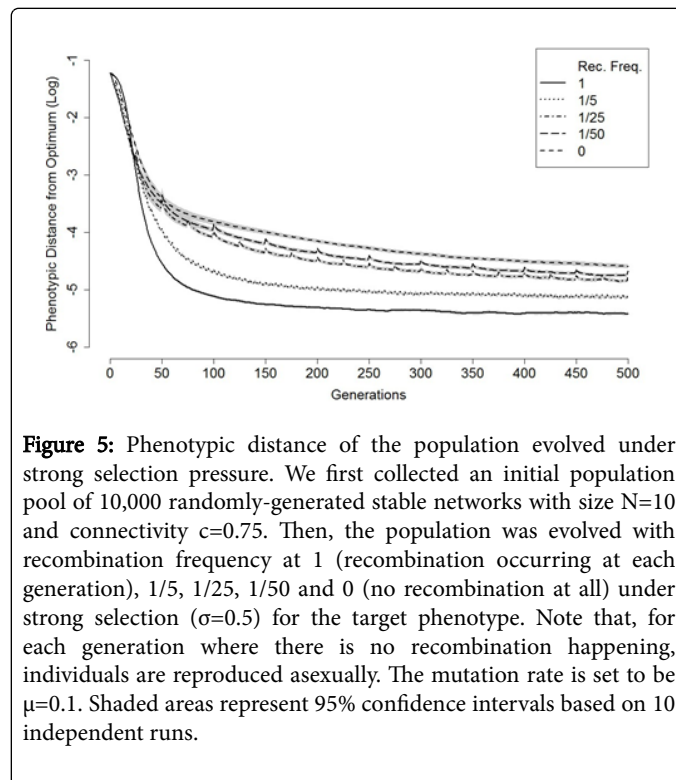 Phenotypic Distance from Optimum (Log)
-1
-2
-3
-4
-5
-6
0 50 100 150 200 250 300 350 400 450 500
Generations
Rec. Freq.
1
1/5
1/25
1/50
0
Figure 5: Phenotypic distance of the population evolved under
strong selection pressure. We first collected an initial population
pool of 10,000 randomly-generated stable networks with size N=10
and connectivity c=0.75. Then, the population was evolved with
recombination frequency at 1 (recombination occurring at each
generation), 1/5, 1/25, 1/50 and 0 (no recombination at all) under
strong selection (σ=0.5) for the target phenotype. Note that, for
each generation where there is no recombination happening,
individuals are reproduced asexually. The mutation rate is set to be
μ=0.1. Shaded areas represent 95% confidence intervals based on 10
independent runs.